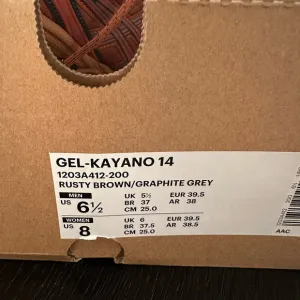 GEL-KAYANO 14
1203A412-200
RUSTY BROWN/GRAPHITE GREY
MEN
US 6½ UK 5½ EUR 39.5
BR 37 AR 38
CM 25.0
WOMEN
US 8 UK 6 EUR 39.5
BR 37.5 AR 38.5
CM 25.0
AAC